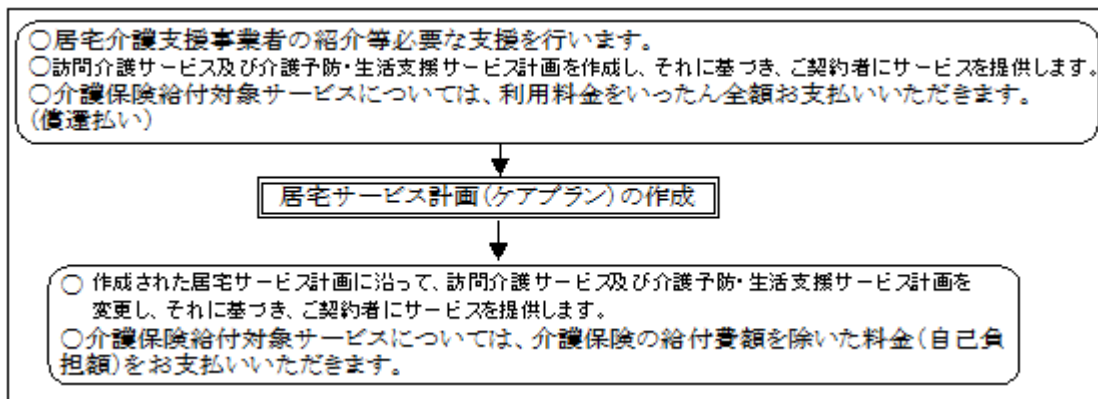 ○居宅介護支援事業者の紹介等必要な支援を行います。
○訪問介護サービス及び介護予防・生活支援サービス計画を作成し、それに基づき、ご契約者にサービスを提供します。
○介護保険給付対象サービスについては、利用料金をいったん全額お支払いいただきます。
(償還払い)
居宅サービス計画(ケアプラン)の作成
○ 作成された居宅サービス計画に沿って、訪問介護サービス及び介護予防・生活支援サービス計画を
変更し、それに基づき、ご契約者にサービスを提供します。
○介護保険給付対象サービスについては、介護保険の給付費額を除いた料金(自己負
担額)をお支払いいただきます。